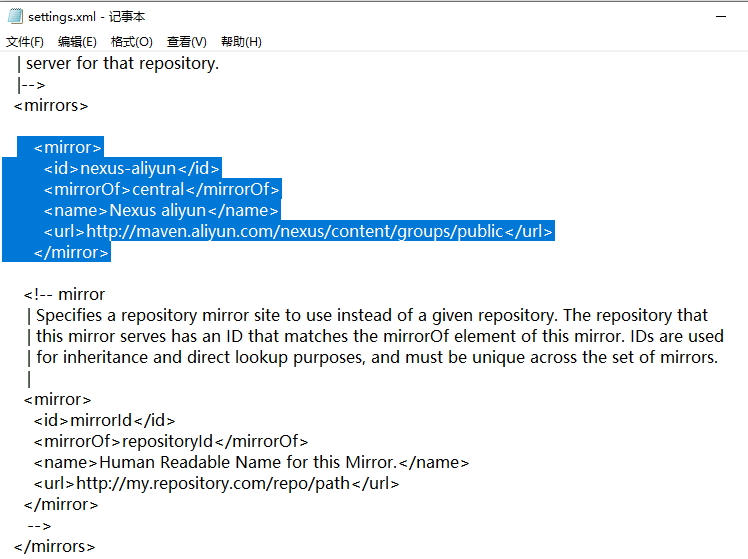 settings.xml - 记事本
文件(F) 编辑(E) 格式(O) 查看(V) 帮助(H)
| server for that repository.
|-->
<mirrors>
<mirror>
<id>nexus-aliyun</id>
<mirrorOf>central</mirrorOf>
<name>Nexus aliyun</name>
<url>http://maven.aliyun.com/nexus/content/groups/public</url>
</mirror>
<!-- mirror
| Specifies a repository mirror site to use instead of a given repository. The repository that
| this mirror serves has an ID that matches the mirrorOf element of this mirror. IDs are used
| for inheritance and direct lookup purposes, and must be unique across the set of mirrors.
|
<mirror>
<id>mirrorId</id>
<mirrorOf>repositoryId</mirrorOf>
<name>Human Readable Name for this Mirror.</name>
<url>http://my.repository.com/repo/path</url>
</mirror>
-->
</mirrors>